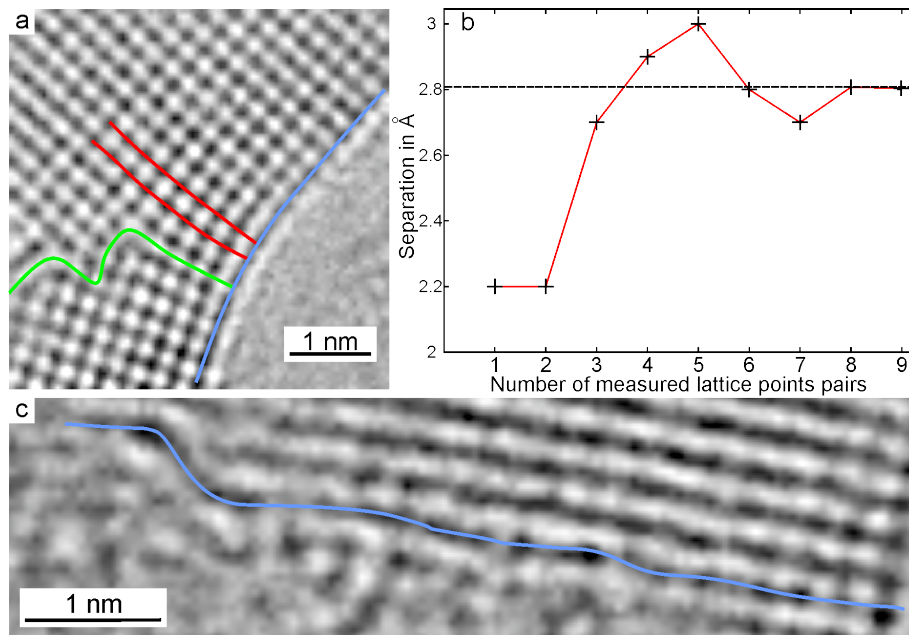 a
1 nm
b
Separation in Å
3
2.8
2.6
2.4
2.2
2
1 2 3 4 5 6 7 8 9
Number of measured lattice points pairs
c
1 nm